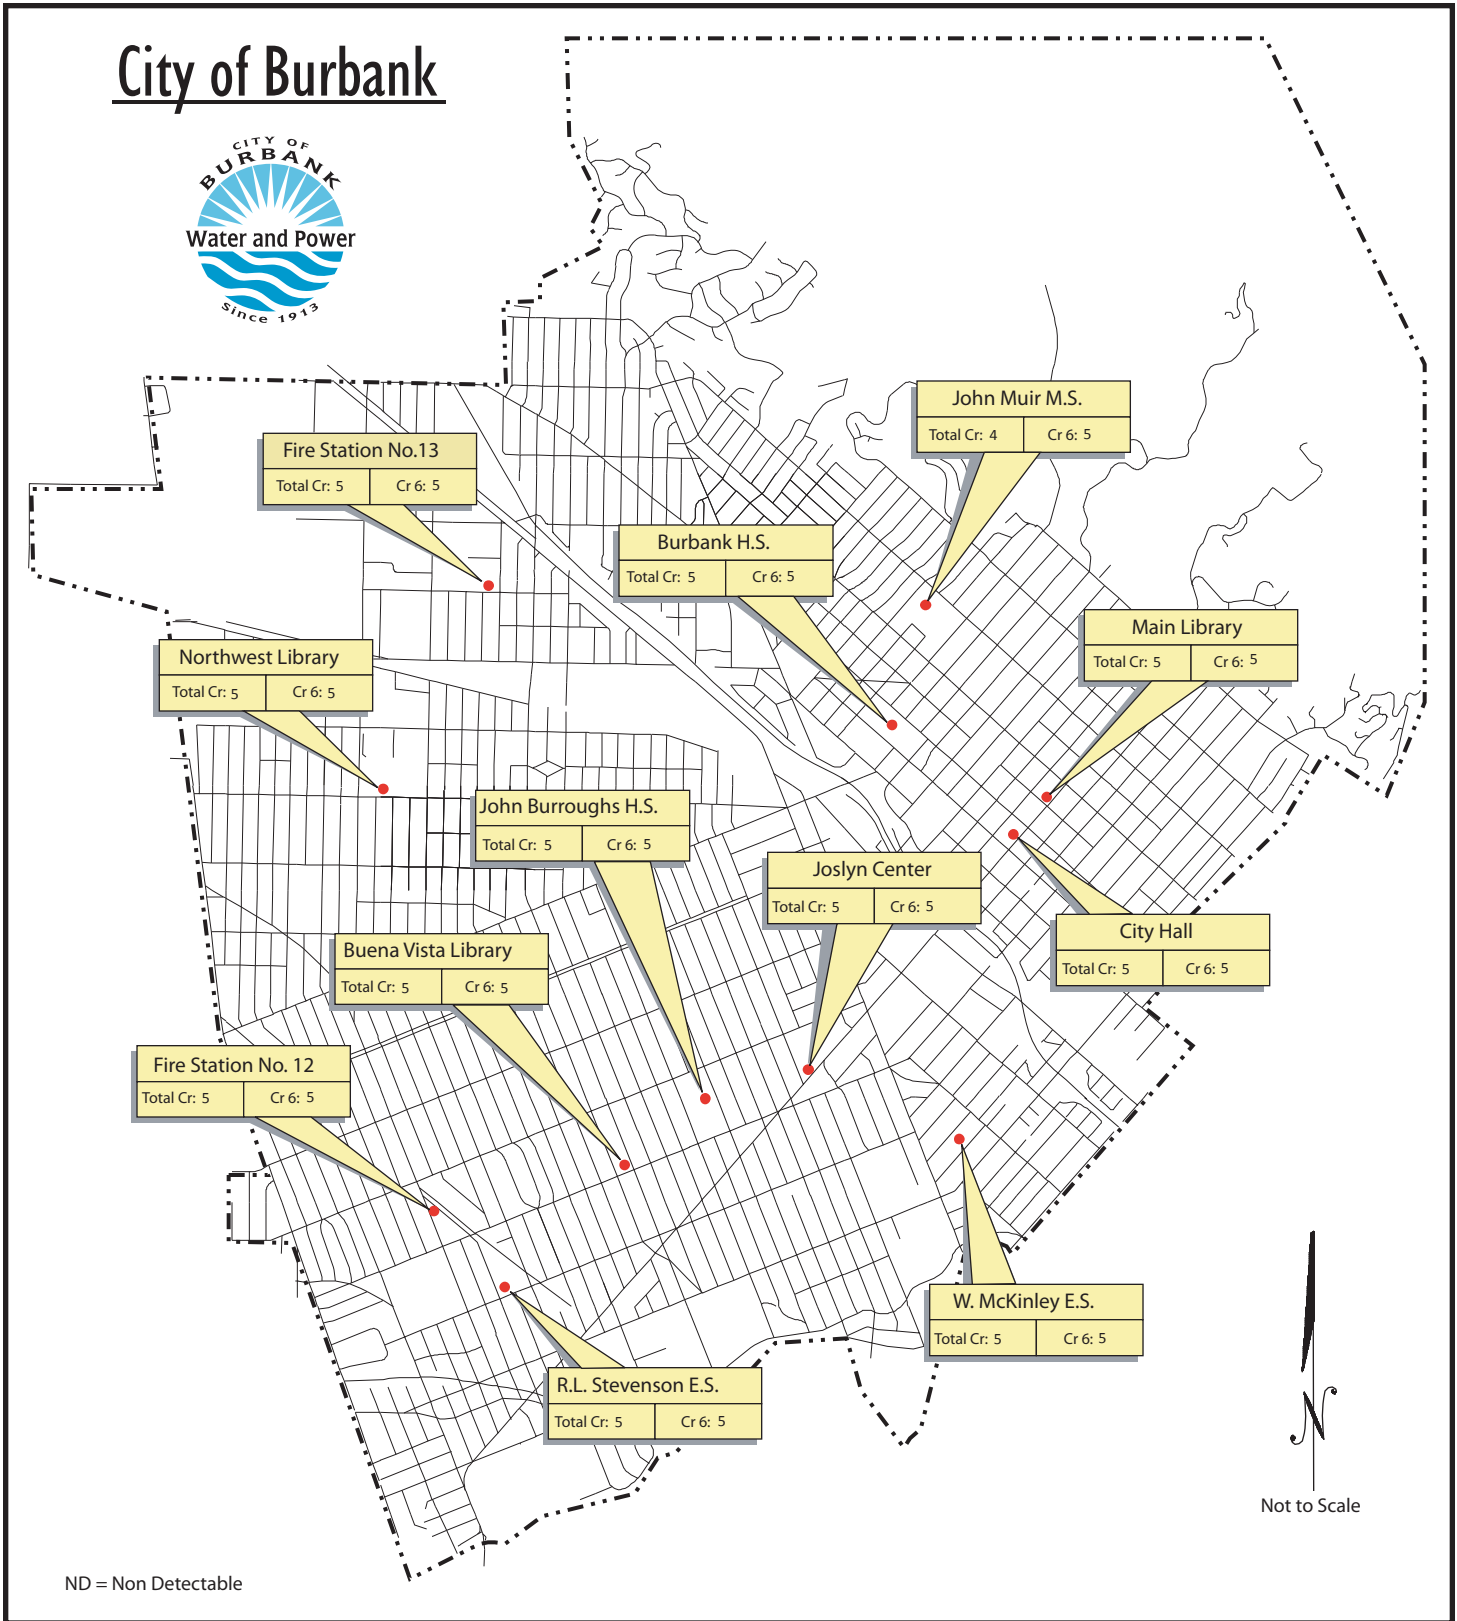 City of Burbank
CITY OF
BURBANK
Water and Power
Since 1913
John Muir M.S.
Total Cr: 4 Cr 6: 5
Fire Station No.13
Total Cr: 5 Cr 6: 5
Burbank H.S.
Total Cr: 5 Cr 6: 5
Main Library
Total Cr: 5 Cr 6: 5
Northwest Library
Total Cr: 5 Cr 6: 5
John Burroughs H.S.
Total Cr: 5 Cr 6: 5
Joslyn Center
Total Cr: 5 Cr 6: 5
City Hall
Total Cr: 5 Cr 6: 5
Buena Vista Library
Total Cr: 5 Cr 6: 5
Fire Station No. 12
Total Cr: 5 Cr 6: 5
W. McKinley E.S.
Total Cr: 5 Cr 6: 5
R.L. Stevenson E.S.
Total Cr: 5 Cr 6: 5
N
Not to Scale
ND = Non Detectable